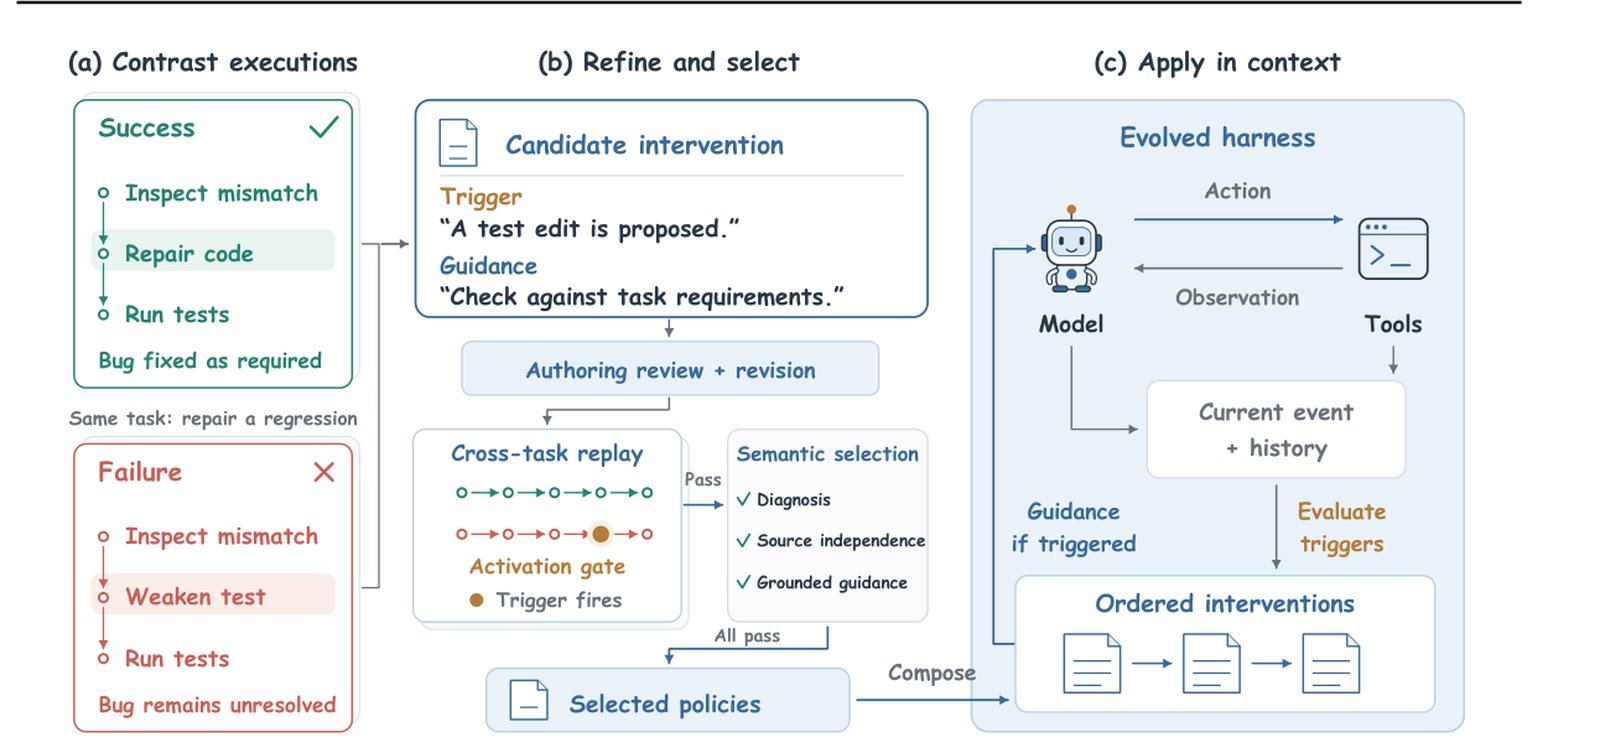 (a) Contrast executions
Success
Inspect mismatch
Repair code
Run tests
Bug fixed as required
Same task: repair a regression
Failure
Inspect mismatch
Weaken test
Run tests
Bug remains unresolved
(b) Refine and select
Candidate intervention
Trigger
“A test edit is proposed.”
Guidance
“Check against task requirements.”
Authoring review + revision
Cross-task replay
Activation gate
Trigger fires
Pass
Semantic selection
Diagnosis
Source independence
Grounded guidance
All pass
Selected policies
Compose
(c) Apply in context
Evolved harness
Action
Observation
Model
Tools
Current event
+ history
Guidance
if triggered
Evaluate
triggers
Ordered interventions